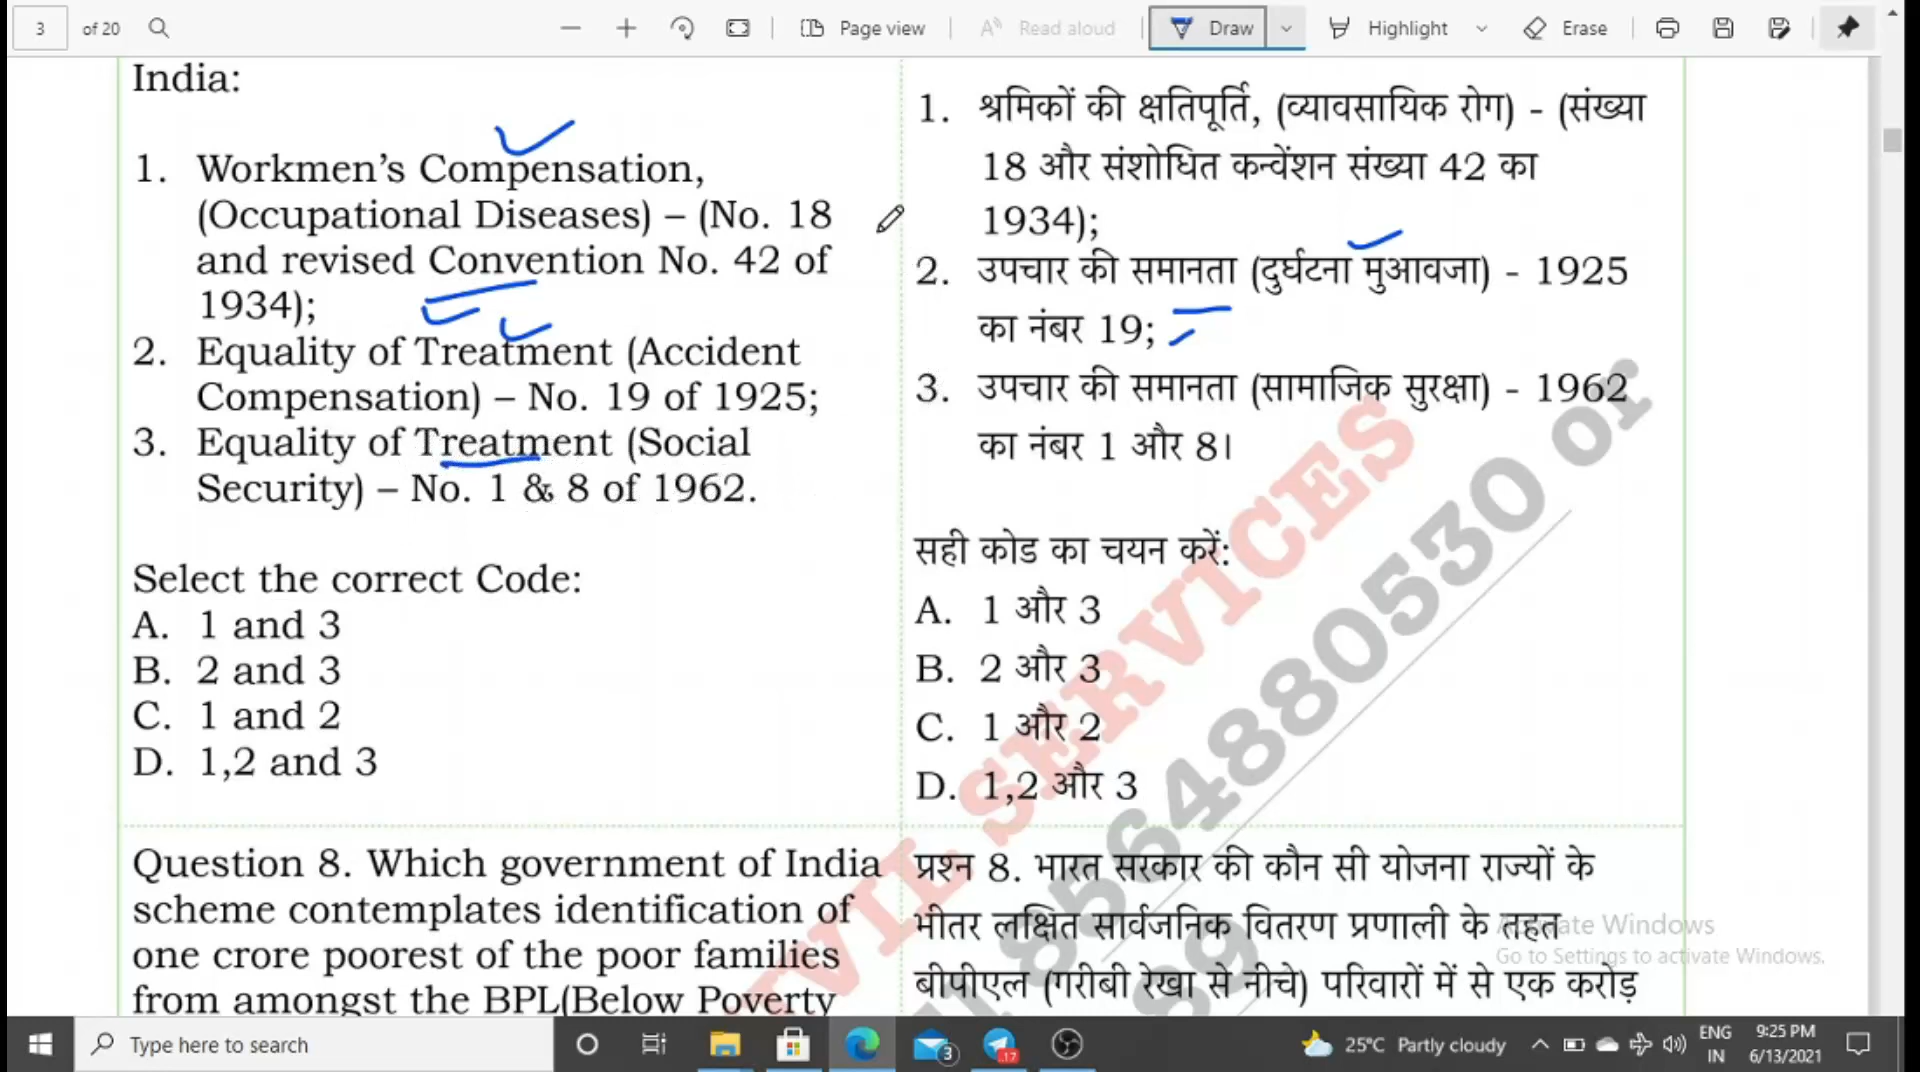 3 of 20 Page view Read aloud Draw Highlight Erase
India:
1. Workmen’s Compensation,
(Occupational Diseases) – (No. 18
and revised Convention No. 42 of
1934);
2. Equality of Treatment (Accident
Compensation) – No. 19 of 1925;
3. Equality of Treatment (Social
Security) – No. 1 & 8 of 1962.
Select the correct Code:
A. 1 and 3
B. 2 and 3
C. 1 and 2
D. 1,2 and 3
Question 8. Which government of India
scheme contemplates identification of
one crore poorest of the poor families
from amongst the BPL(Below Poverty
1. श्रमिकों की क्षतिपूर्ति, (व्यावसायिक रोग) - (संख्या
18 और संशोधित कन्वेंशन संख्या 42 का
1934);
2. उपचार की समानता (दुर्घटना मुआवजा) - 1925
का नंबर 19;
3. उपचार की समानता (सामाजिक सुरक्षा) - 1962
का नंबर 1 और 8।
सही कोड का चयन करें:
A. 1 और 3
B. 2 और 3
C. 1 और 2
D. 1,2 और 3
प्रश्न 8. भारत सरकार की कौन सी योजना राज्यों के
भीतर लक्षित सार्वजनिक वितरण प्रणाली के तहत
बीपीएल (गरीबी रेखा से नीचे) परिवारों में से एक करोड़
SERVICES
8564880530 or
89
Activate Windows
Go to Settings to activate Windows.
Type here to search
3
17
25°C Partly cloudy
ENG
IN
9:25 PM
6/13/2021